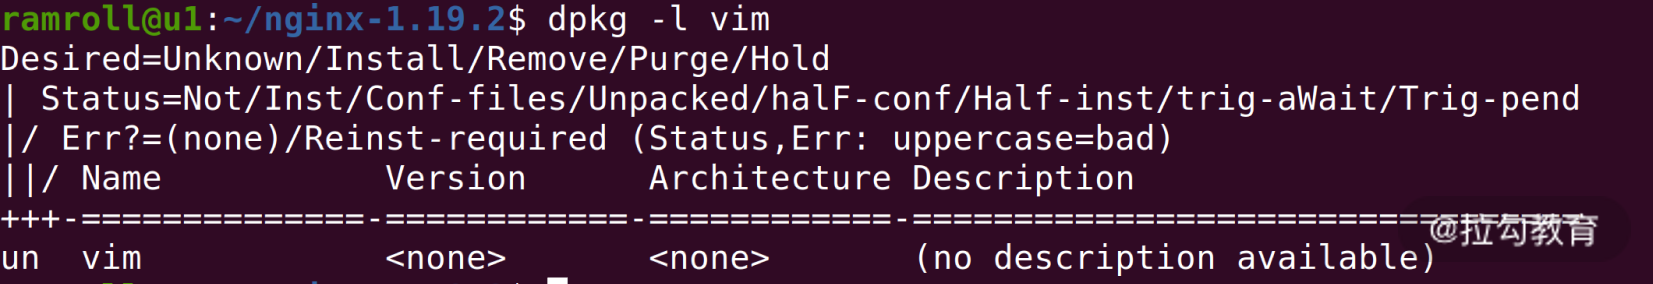 ramroll@u1:~/nginx-1.19.2$ dpkg -l vim
Desired=Unknown/Install/Remove/Purge/Hold
| Status=Not/Inst/Conf-files/Unpacked/halF-conf/Half-inst/trig-aWait/Trig-pend
|/ Err?=(none)/Reinst-required (Status,Err: uppercase=bad)
||/ Name           Version      Architecture Description
+++-==============-============-============-=================================
@拉勾教育
un  vim            <none>       <none>       (no description available)